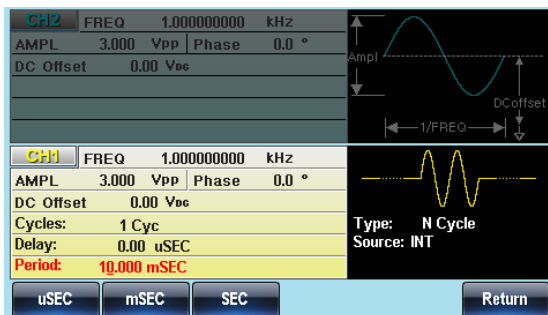 CH2 FREQ 1.000000000 kHz
AMPL 3.000 Vpp Phase 0.0 °
DC Offset 0.00 VDC
Ampl
DCoffset
1/FREQ
CH1 FREQ 1.000000000 kHz
AMPL 3.000 Vpp Phase 0.0 °
DC Offset 0.00 VDC
Cycles: 1 Cyc
Delay: 0.00 uSEC
Period: 10.000 mSEC
Type: N Cycle
Source: INT
uSEC mSEC SEC Return